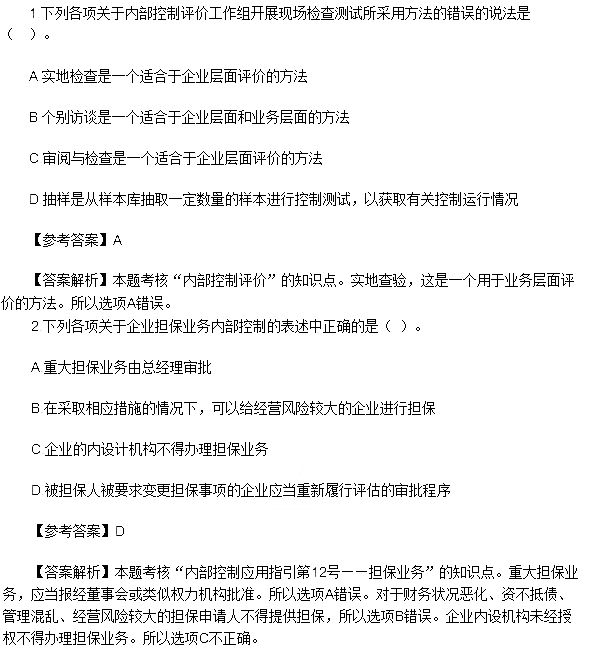 1 下列各项关于内部控制评价工作组开展现场检查测试所采用方法的错误的说法是
（　）。
A 实地检查是一个适合于企业层面评价的方法
B 个别访谈是一个适合于企业层面和业务层面的方法
C 审阅与检查是一个适合于企业层面评价的方法
D 抽样是从样本库抽取一定数量的样本进行控制测试，以获取有关控制运行情况
【参考答案】A
【答案解析】本题考核“内部控制评价”的知识点。实地查验，这是一个用于业务层面评
价的方法。所以选项A错误。
2 下列各项关于企业担保业务内部控制的表述中正确的是（　）。
A 重大担保业务由总经理审批
B 在采取相应措施的情况下，可以给经营风险较大的企业进行担保
C 企业的内设计机构不得办理担保业务
D 被担保人被要求变更担保事项的企业应当重新履行评估的审批程序
【参考答案】D
【答案解析】本题考核“内部控制应用指引第12号——担保业务”的知识点。重大担保业
务，应当报经董事会或类似权力机构批准。所以选项A错误。对于财务状况恶化、资不抵债、
管理混乱、经营风险较大的担保申请人不得提供担保，所以选项B错误。企业内设机构未经授
权不得办理担保业务。所以选项C不正确。